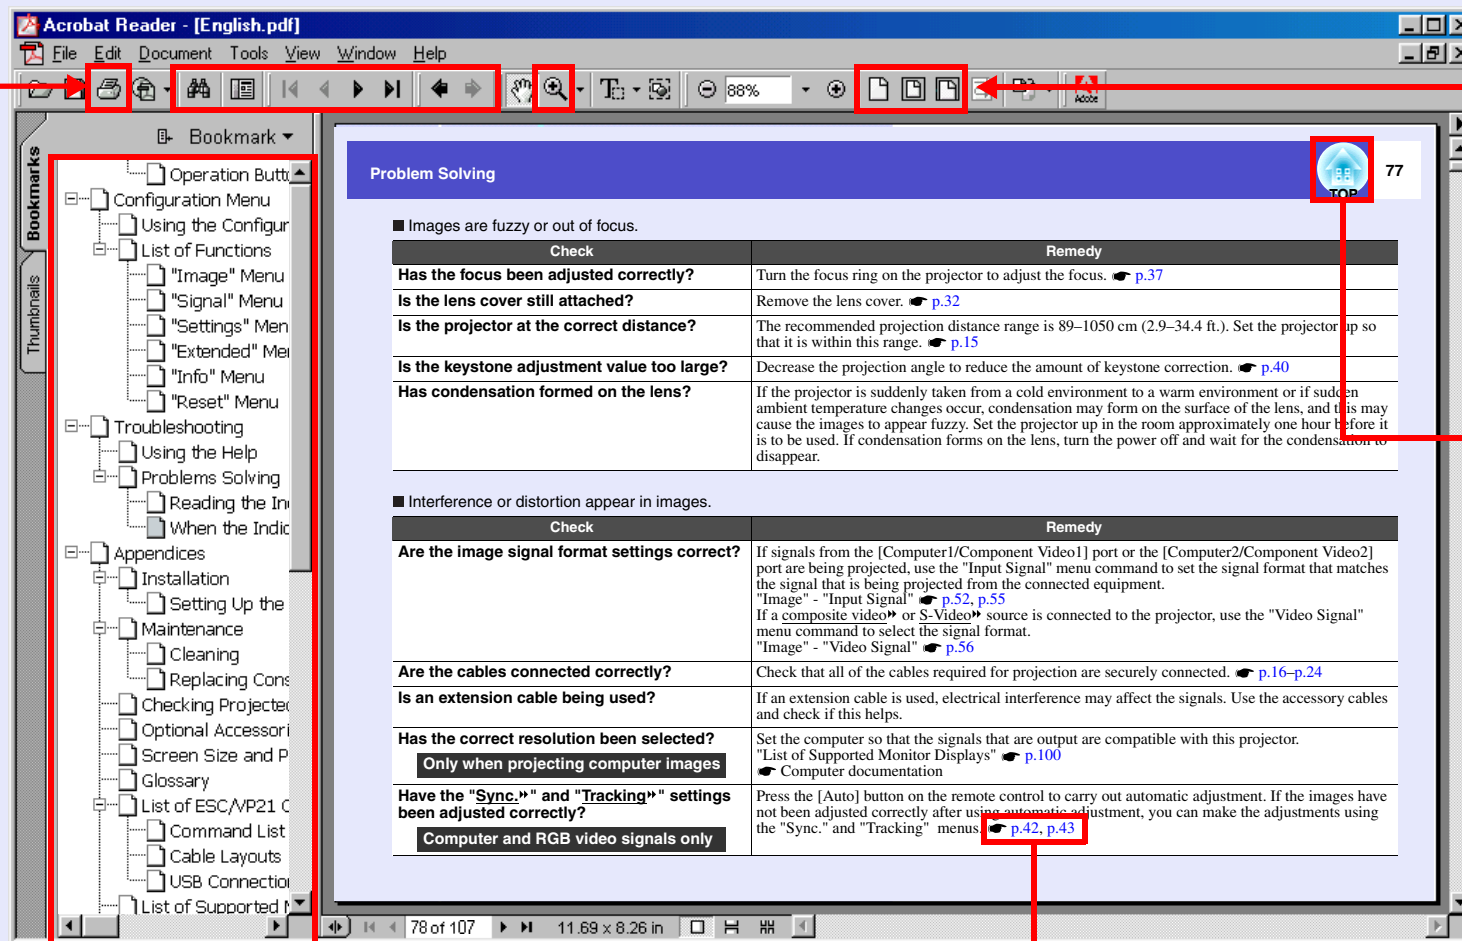 Acrobat Reader - [English.pdf]
File Edit Document Tools View Window Help
88%
Adobe
Bookmarks
Thumbnails
Bookmark
Operation Butt
Configuration Menu
Using the Configur
List of Functions
"Image" Menu
"Signal" Menu
"Settings" Men
"Extended" Me
"Info" Menu
"Reset" Menu
Troubleshooting
Using the Help
Problems Solving
Reading the In
When the Indic
Appendices
Installation
Setting Up the
Maintenance
Cleaning
Replacing Cons
Checking Projected
Optional Accessori
Screen Size and P
Glossary
List of ESC/VP21 C
Command List
Cable Layouts
USB Connection
List of Supported M
Problem Solving
TOP
77
■ Images are fuzzy or out of focus.
Check Remedy
Has the focus been adjusted correctly? Turn the focus ring on the projector to adjust the focus. ☛ p.37
Is the lens cover still attached? Remove the lens cover. ☛ p.32
Is the projector at the correct distance? The recommended projection distance range is 89–1050 cm (2.9–34.4 ft.). Set the projector up so
that it is within this range. ☛ p.15
Is the keystone adjustment value too large? Decrease the projection angle to reduce the amount of keystone correction. ☛ p.40
Has condensation formed on the lens? If the projector is suddenly taken from a cold environment to a warm environment or if sudden
ambient temperature changes occur, condensation may form on the surface of the lens, and this may
cause the images to appear fuzzy. Set the projector up in the room approximately one hour before it
is to be used. If condensation forms on the lens, turn the power off and wait for the condensation to
disappear.
■ Interference or distortion appear in images.
Check Remedy
Are the image signal format settings correct? If signals from the [Computer1/Component Video1] port or the [Computer2/Component Video2]
port are being projected, use the "Input Signal" menu command to set the signal format that matches
the signal that is being projected from the connected equipment.
"Image" - "Input Signal" ☛ p.52, p.55
If a composite video or S-Video source is connected to the projector, use the "Video Signal"
menu command to select the signal format.
"Image" - "Video Signal" ☛ p.56
Are the cables connected correctly? Check that all of the cables required for projection are securely connected. ☛ p.16–p.24
Is an extension cable being used? If an extension cable is used, electrical interference may affect the signals. Use the accessory cables
and check if this helps.
Has the correct resolution been selected? Set the computer so that the signals that are output are compatible with this projector.
Only when projecting computer images "List of Supported Monitor Displays" ☛ p.100
☛ Computer documentation
Have the "Sync." and "Tracking" settings Press the [Auto] button on the remote control to carry out automatic adjustment. If the images have
been adjusted correctly? not been adjusted correctly after using automatic adjustment, you can make the adjustments using
Computer and RGB video signals only the "Sync." and "Tracking" menus. ☛ p.42, p.43
78 of 107 11.69 x 8.26 in